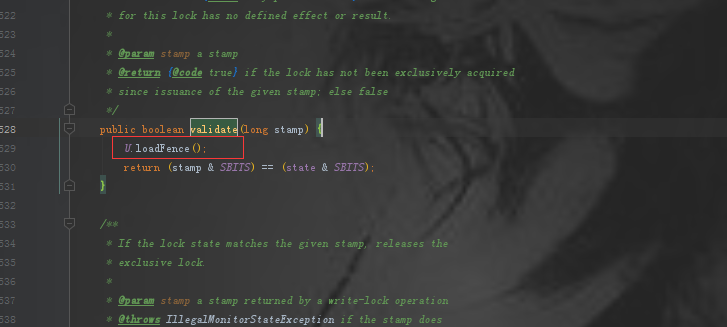 522 * for this lock has no defined effect or result.
523 *
524 * @param stamp a stamp
525 * @return {@code true} if the lock has not been exclusively acquired
526 * since issuance of the given stamp; else false
527 */
528 public boolean validate(long stamp) {
529 U.loadFence();
530 return (stamp & SBITS) == (state & SBITS);
531 }
532
533 /**
534 * If the lock state matches the given stamp, releases the
535 * exclusive lock.
536 *
537 * @param stamp a stamp returned by a write-lock operation
538 * @throws IllegalMonitorStateException if the stamp does